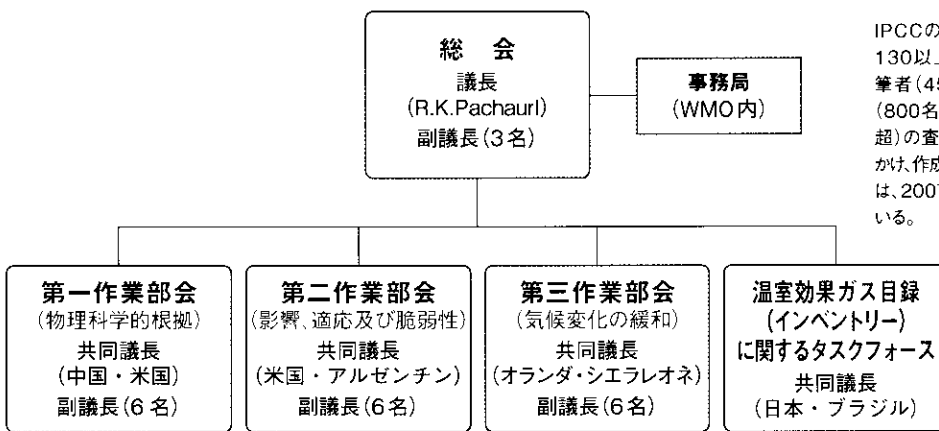 総　会
議長
(R.K.Pachaurl)
副議長(3名)
事務局
(WMO内)
IPCCの
130以上
筆者(45
(800名
超)の査
かけ、作成
は、2007
いる。
第一作業部会
(物理科学的根拠)
共同議長
(中国・米国)
副議長(6名)
第二作業部会
(影響、適応及び脆弱性)
共同議長
(米国・アルゼンチン)
副議長(6名)
第三作業部会
(気候変化の緩和)
共同議長
(オランダ・シエラレオネ)
副議長(6名)
温室効果ガス目録
(インベントリー)
に関するタスクフォース
共同議長
(日本・ブラジル)